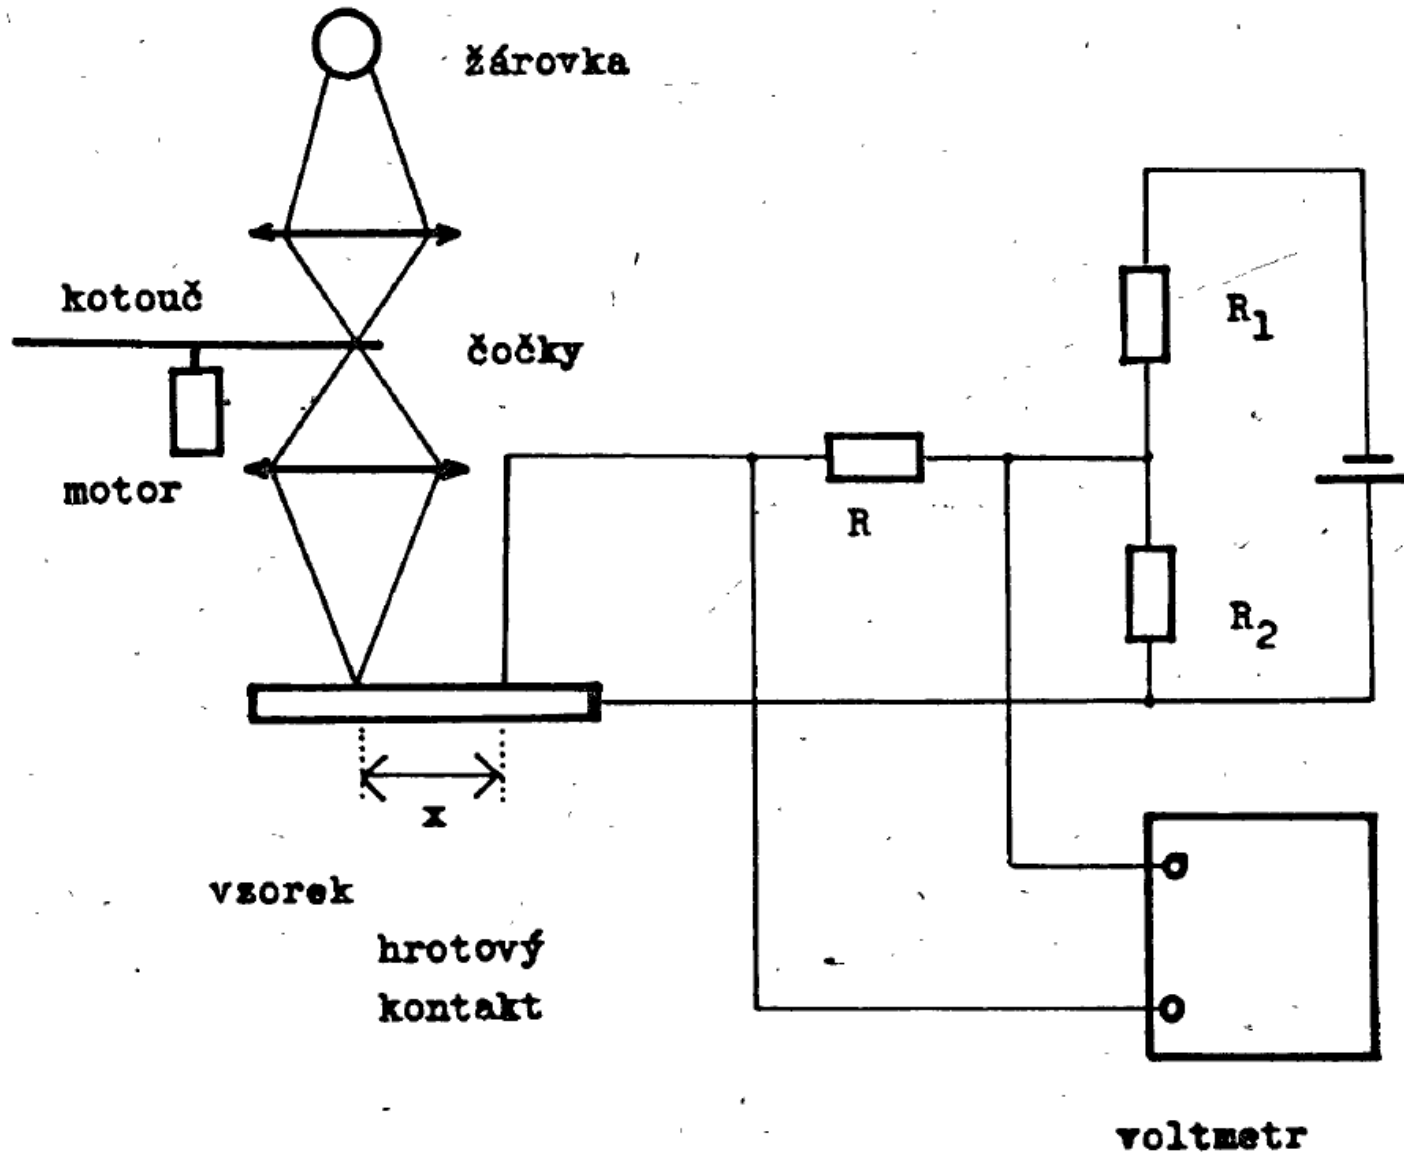 žárovka
kotouč
čočky
motor
R₁
R
R₂
x
vzorek
hrotový
kontakt
voltmetr